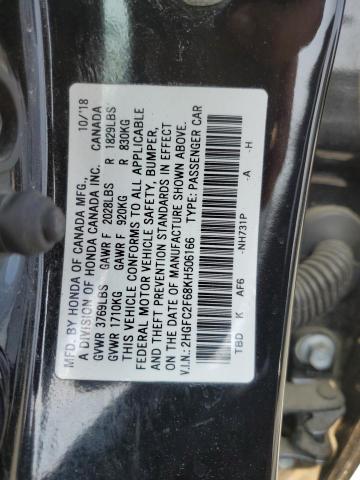 MFD. BY HONDA OF CANADA MFG., 10/18
A DIVISION OF HONDA CANADA INC. CANADA
GVWR 3769LBS GAWR F 2028LBS R 1829LBS
GVWR 1710KG GAWR F 920KG R 830KG
THIS VEHICLE CONFORMS TO ALL APPLICABLE
FEDERAL MOTOR VEHICLE SAFETY, BUMPER,
AND THEFT PREVENTION STANDARDS IN EFFECT
ON THE DATE OF MANUFACTURE SHOWN ABOVE.
V.I.N.: 2HGFC2F68KH506166 TYPE: PASSENGER CAR
TBD K AF6 -NH731P -A -H